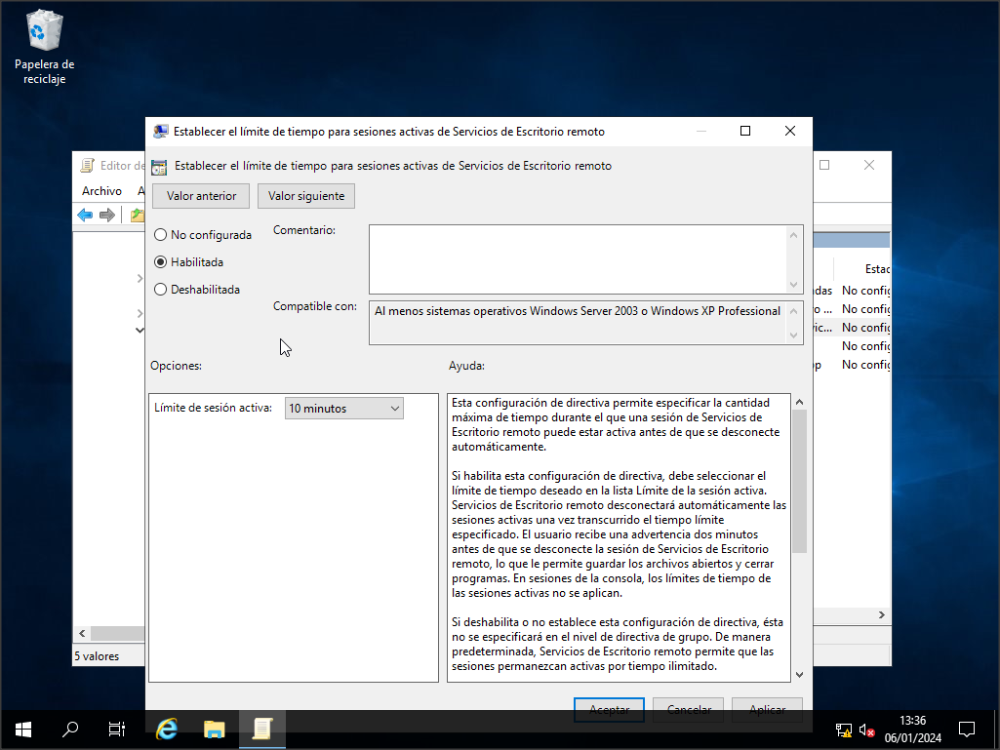 Papelera de
reciclaje
Establecer el límite de tiempo para sesiones activas de Servicios de Escritorio remoto
Editor de
Establecer el límite de tiempo para sesiones activas de Servicios de Escritorio remoto
Archivo A
Valor anterior
Valor siguiente
No configurada
Habilitada
Deshabilitada
Comentario:
Compatible con:
Al menos sistemas operativos Windows Server 2003 o Windows XP Professional
Estac
das No config
o ... No config
vic... No config
No config
op No config
Opciones:
Ayuda:
Límite de sesión activa:
10 minutos
Esta configuración de directiva permite especificar la cantidad
máxima de tiempo durante el que una sesión de Servicios de
Escritorio remoto puede estar activa antes de que se desconecte
automáticamente.
Si habilita esta configuración de directiva, debe seleccionar el
límite de tiempo deseado en la lista Límite de la sesión activa.
Servicios de Escritorio remoto desconectará automáticamente las
sesiones activas una vez transcurrido el tiempo límite
especificado. El usuario recibe una advertencia dos minutos
antes de que se desconecte la sesión de Servicios de Escritorio
remoto, lo que le permite guardar los archivos abiertos y cerrar
programas. En sesiones de la consola, los límites de tiempo de
las sesiones activas no se aplican.
Si deshabilita o no establece esta configuración de directiva, ésta
no se especificará en el nivel de directiva de grupo. De manera
predeterminada, Servicios de Escritorio remoto permite que las
sesiones permanezcan activas por tiempo ilimitado.
5 valores
Aceptar
Cancelar
Aplicar
13:36
06/01/2024